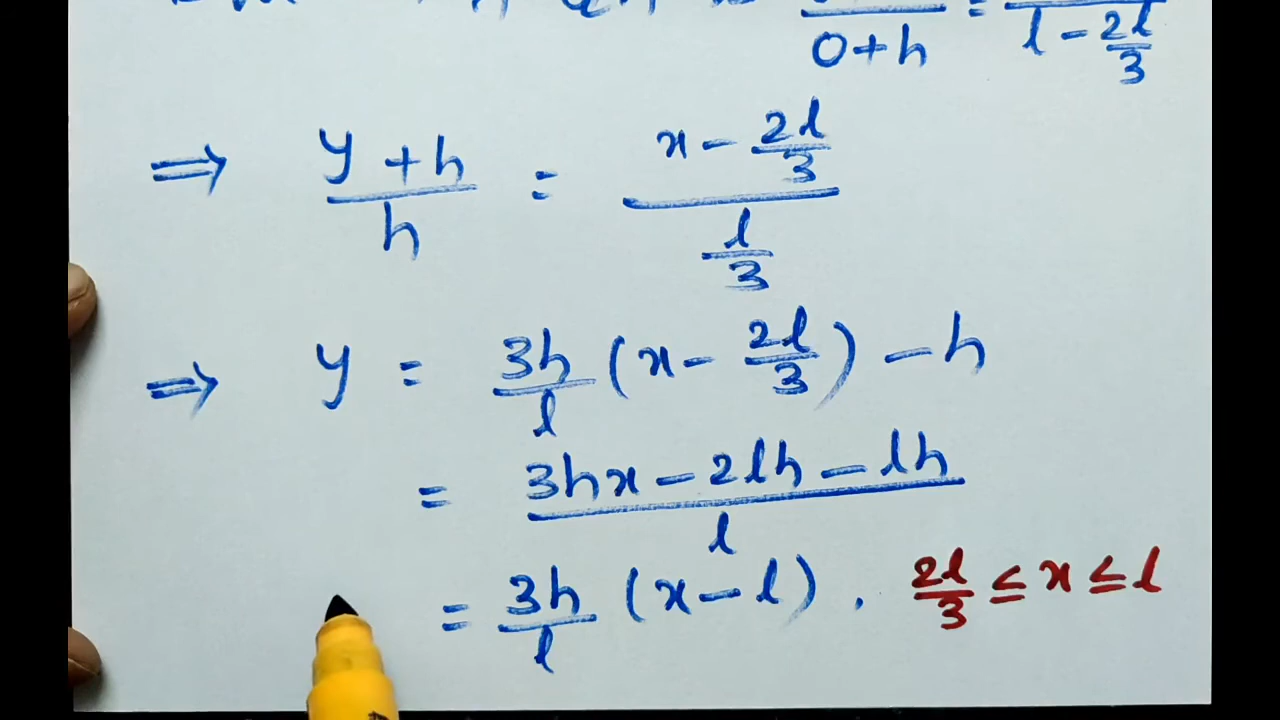 0+h = l - 2l/3
⇒ (y+h)/h = (x - 2l/3)/(l/3)
⇒ y = 3h/l (x - 2l/3) - h
= (3hx - 2lh - lh)/l
= 3h/l (x - l). 2l/3 ≤ x ≤ l